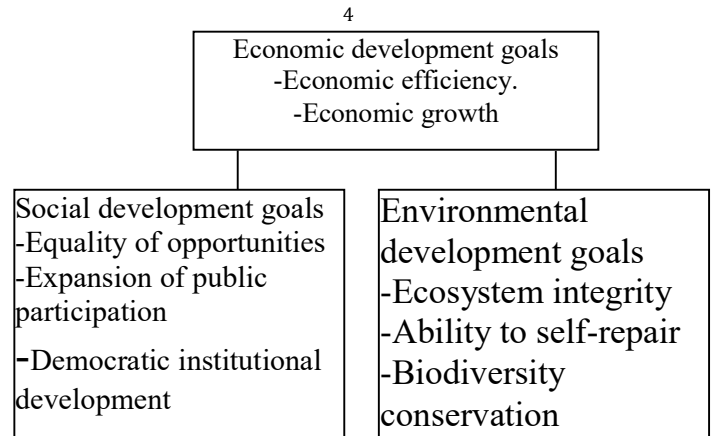 4
Economic development goals
-Economic efficiency.
-Economic growth
Social development goals
-Equality of opportunities
-Expansion of public
participation
-Democratic institutional
development
Environmental
development goals
-Ecosystem integrity
-Ability to self-repair
-Biodiversity
conservation